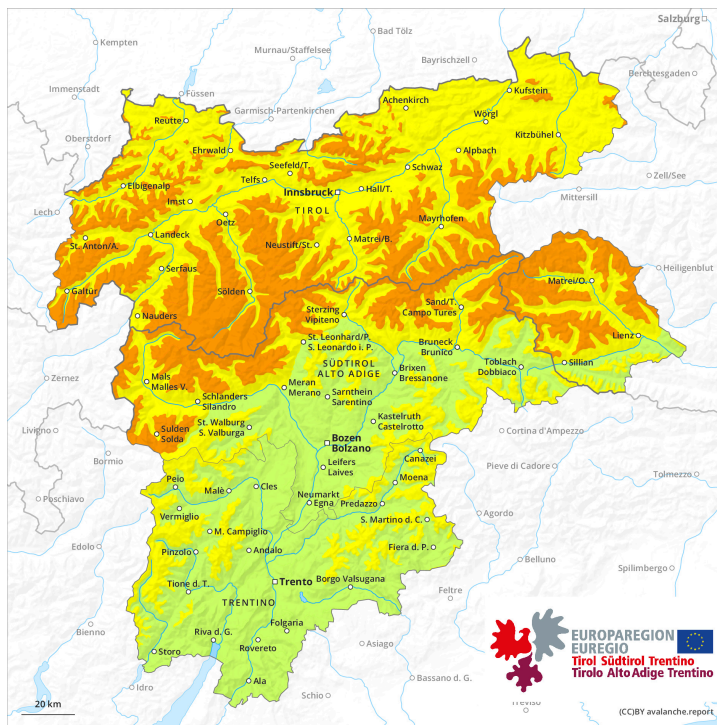 Salzburg
Kempten
Bad Tölz
Murnau/Staffelsee
Bayrischzell
Berchtesgaden
Immenstadt
Füssen
Garmisch-Partenkirchen
Achenkirch
Kufstein
Reutte
Wörgl
Oberstdorf
Ehrwald
Kitzbühel
Alpbach
Seefeld/T.
Schwaz
Telfs
Zell/See
Elbigenalp
Innsbruck
Hall/T.
Mittersill
Lech
Imst
TIROL
Oetz
Mayrhofen
St. Anton/A.
Landeck
Neustift/St.
Matrei/B.
Heiligenblut
Serfaus
Matrei/O.
Galtür
Sölden
Nauders
Sterzing
Vipiteno
Sand/T.
Campo Tures
Lienz
St. Leonhard/P.
S. Leonardo i. P.
Bruneck
Brunico
Toblach
Dobbiaco
Sillian
SÜDTIROL
ALTO ADIGE
Brixen
Bressanone
Zernez
Mals
Malles V.
Meran
Merano
Sarnthein
Sarentino
Schlanders
Silandro
St. Walburg
S. Valburga
Kastelruth
Castelrotto
Livigno
Sulden
Solda
Cortina d'Ampezzo
Bozen
Bolzano
Bormio
Canazei
Leifers
Laives
Pieve di Cadore
Tolmezzo
Peio
Moena
Poschiavo
Malè
Cles
Neumarkt
Egna
Predazzo
Vermiglio
S. Martino d. C.
Agordo
M. Campiglio
Edolo
Pinzolo
Andalo
Fiera d. P.
Belluno
Spilimbergo
Tione d. T.
Trento
Borgo Valsugana
Feltre
TRENTINO
Folgaria
Bienno
Riva d. G.
Rovereto
Asiago
Storo
Ala
Bassano d. G.
Idro
Schio
Treviso
EUROPAREGION
EUREGIO
Tirol Südtirol Trentino
Tirolo Alto Adige Trentino
20 km
(CC)BY avalanche.report